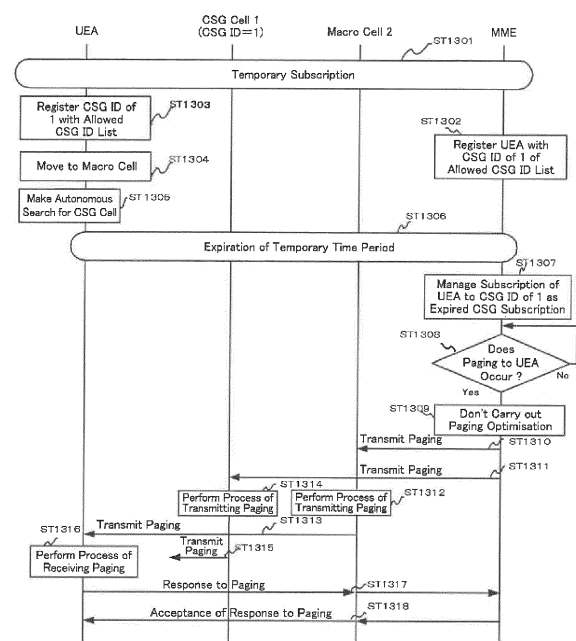 UEA
CSG Cell 1
(CSG ID=1)
Macro Cell 2
MME
ST1301
Temporary Subscription
Register CSG ID of
1 with Allowed
CSG ID List
ST1303
ST1302
Register UEA with
CSG ID of 1 of
Allowed CSG ID List
Move to Macro Cell
ST1304
Make Autonomous
Search for CSG Cell
ST1305
ST1306
Expiration of Temporary Time Period
ST1307
Manage Subscription of
UEA to CSG ID of 1 as
Expired CSG Subscription
ST1308
Does
Paging to UEA
Occur ?
No
Yes
ST1309
Don't Carry out
Paging Optimisation
Transmit Paging
ST1310
Transmit Paging
ST1311
ST1314
Perform Process of
Transmitting Paging
Perform Process of
Transmitting Paging
ST1312
Transmit Paging
ST1313
ST1316
Perform Process of
Receiving Paging
Transmit
Paging
ST1315
Response to Paging
ST1317
Acceptance of Response to Paging
ST1318